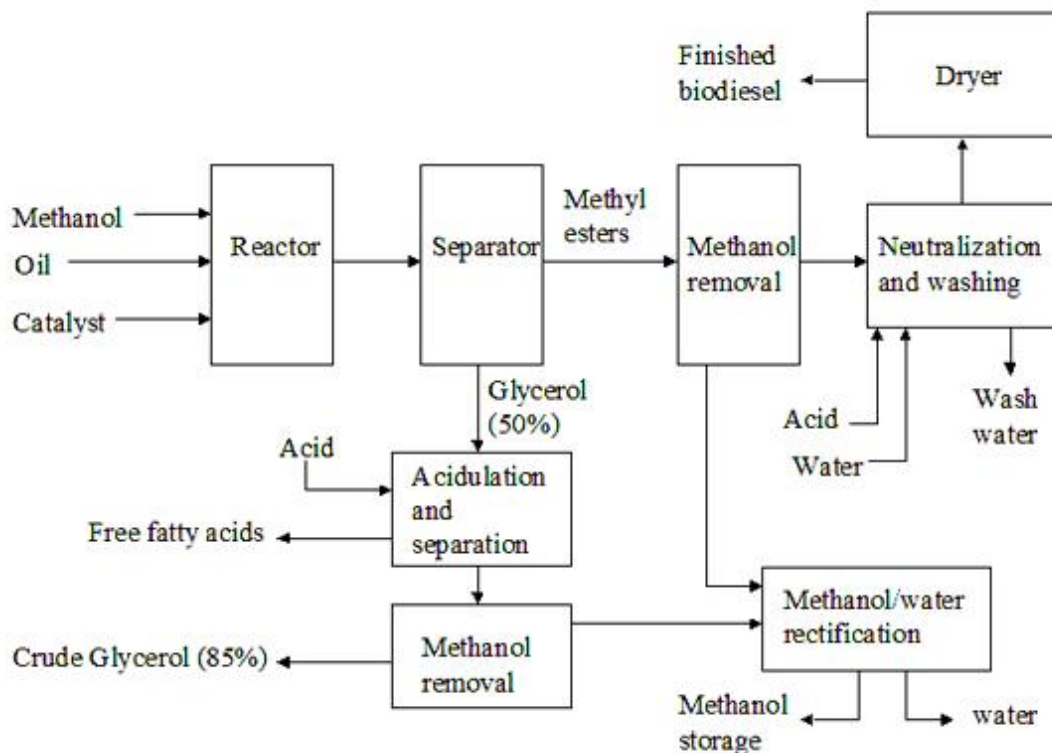 Finished
biodiesel
Dryer
Methanol
Oil
Catalyst
Reactor
Separator
Methyl
esters
Methanol
removal
Neutralization
and washing
Glycerol
(50%)
Acid
Water
Wash
water
Acid
Free fatty acids
Acidulation
and
separation
Crude Glycerol (85%)
Methanol
removal
Methanol/water
rectification
Methanol
storage
water